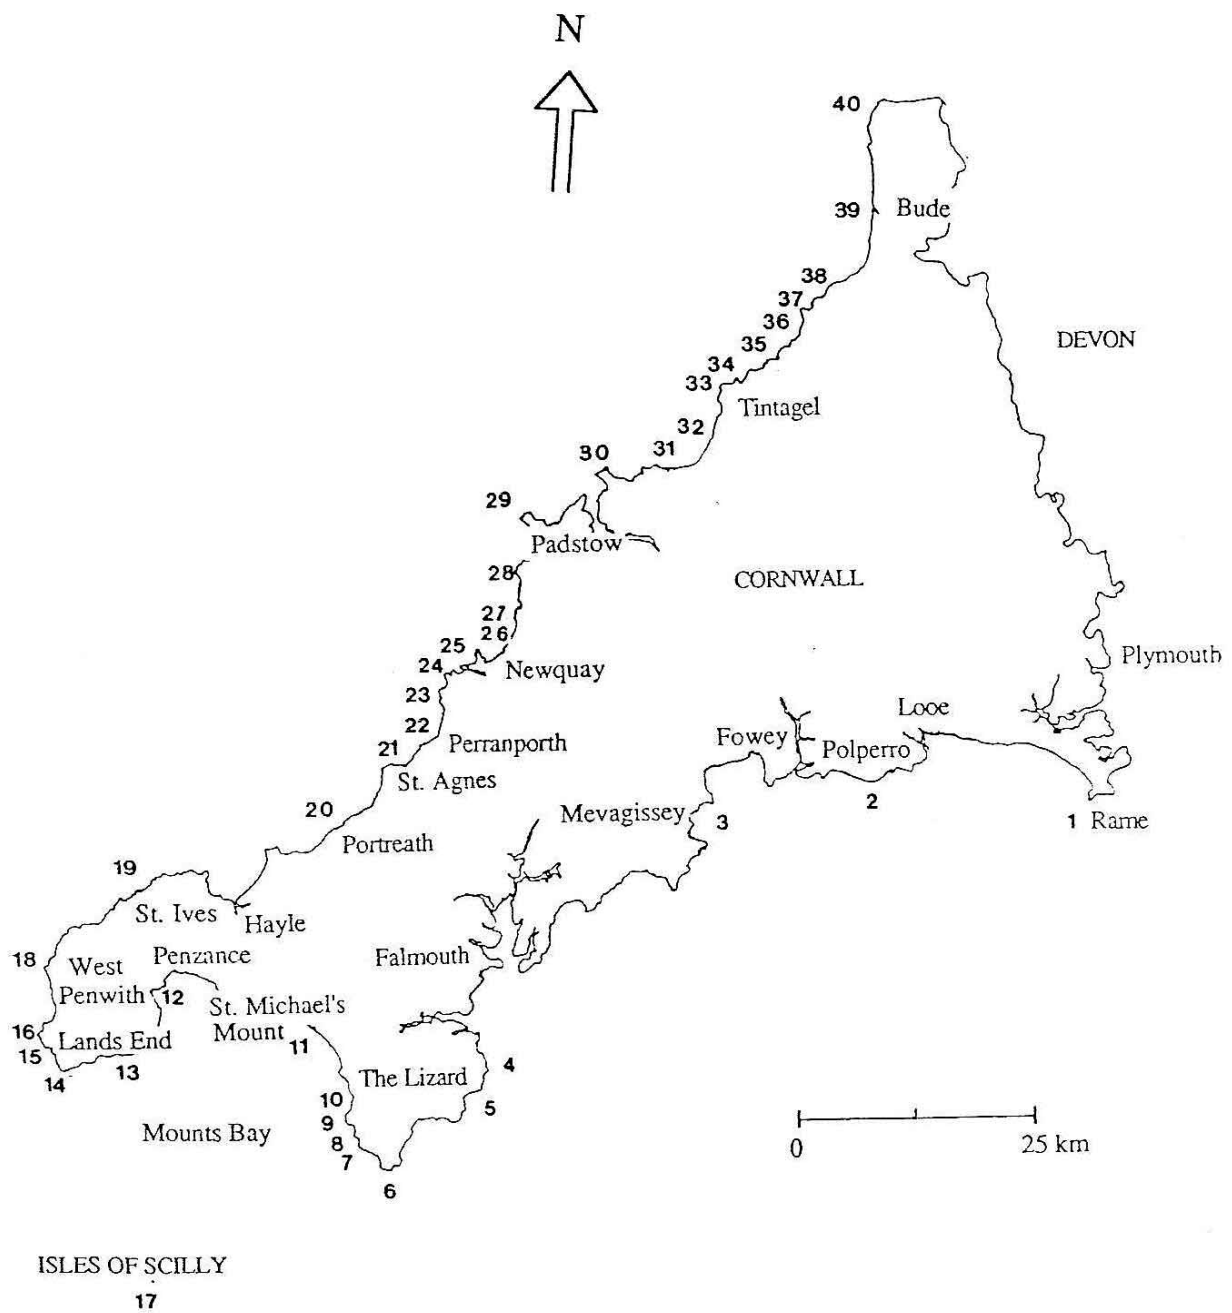 N
40
39 Bude
38
37
36
35
34
33
Tintagel
32
31
30
29
Padstow
28
DEVON
CORNWALL
27
26
25
24
Newquay
23
22
21
Perranporth
St. Agnes
20
Portreath
19
St. Ives
Hayle
Plymouth
Looe
Fowey
Polperro
2
1 Rame
Mevagissey
3
Falmouth
18
West
Penwith
Penzance
12
St. Michael's
Mount
11
16
15
Lands End
14
13
The Lizard
4
5
10
9
8
7
6
Mounts Bay
0
25 km
ISLES OF SCILLY
17